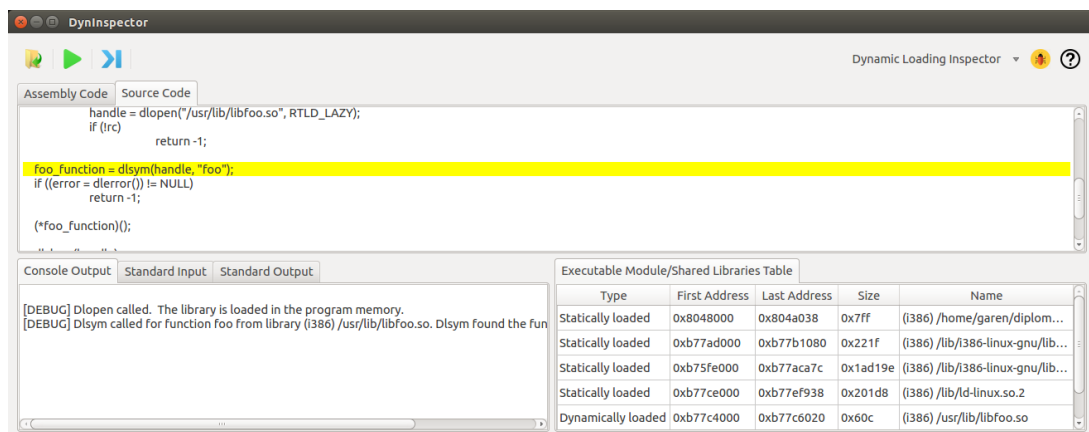 DynInspector
Dynamic Loading Inspector
Assembly Code Source Code
handle = dlopen("/usr/lib/libfoo.so", RTLD_LAZY);
if (!rc)
return -1;
foo_function = dlsym(handle, "foo");
if ((error = dlerror()) != NULL)
return -1;
(*foo_function)();
Console Output Standard Input Standard Output
[DEBUG] Dlopen called. The library is loaded in the program memory.
[DEBUG] Dlsym called for function foo from library (i386) /usr/lib/libfoo.so. Dlsym found the fun
Executable Module/Shared Libraries Table
Type First Address Last Address Size Name
Statically loaded 0x8048000 0x804a038 0x7ff (i386) /home/garen/diplom...
Statically loaded 0xb77ad000 0xb77b1080 0x221f (i386) /lib/i386-linux-gnu/lib...
Statically loaded 0xb75fe000 0xb77aca7c 0x1ad19e (i386) /lib/i386-linux-gnu/lib...
Statically loaded 0xb77ce000 0xb77ef938 0x201d8 (i386) /lib/ld-linux.so.2
Dynamically loaded 0xb77c4000 0xb77c6020 0x60c (i386) /usr/lib/libfoo.so